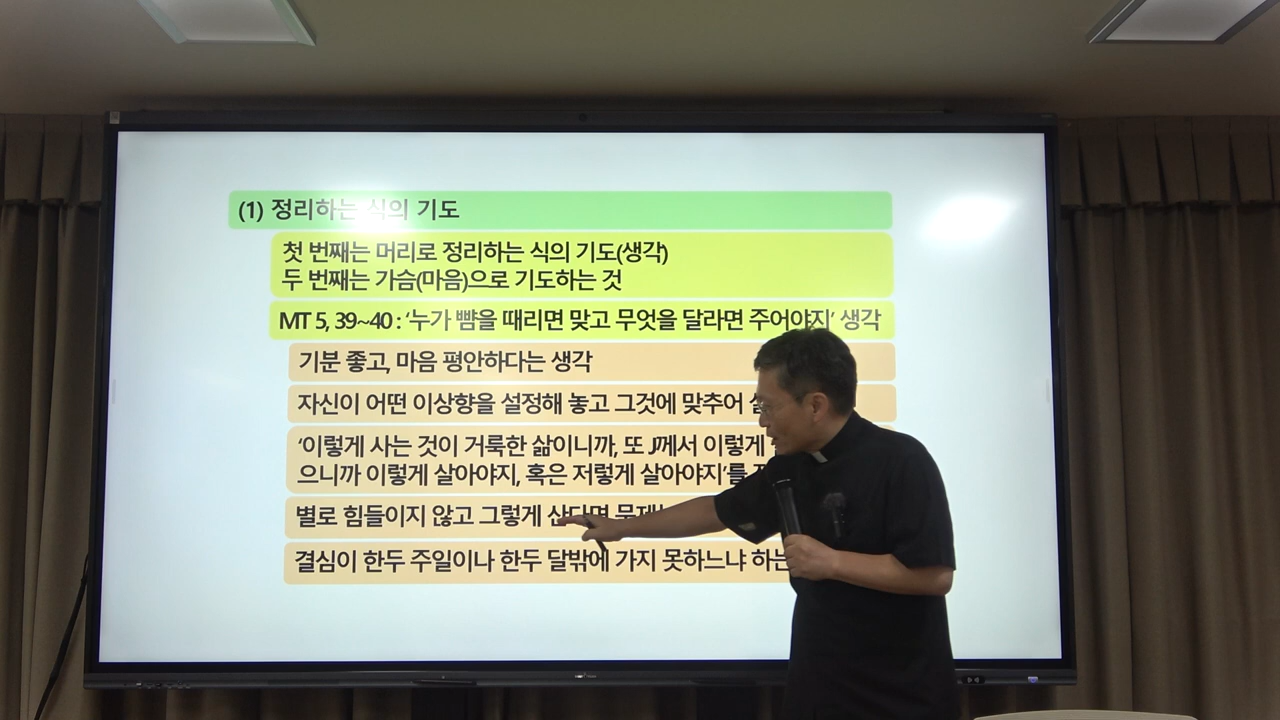 (1) 정리하는 식의 기도
첫 번째는 머리로 정리하는 식의 기도(생각)
두 번째는 가슴(마음)으로 기도하는 것
MT 5, 39~40 : ‘누가 뺨을 때리면 맞고 무엇을 달라면 주어야지’ 생각
기분 좋고, 마음 평안하다는 생각
자신이 어떤 이상향을 설정해 놓고 그것에 맞추어
‘이렇게 사는 것이 거룩한 삶이니까, 또 J께서 이렇게
으니까 이렇게 살아야지, 혹은 저렇게 살아야지’를
별로 힘들이지 않고 그렇게 산다면
결심이 한두 주일이나 한두 달밖에 가지 못하느냐 하는